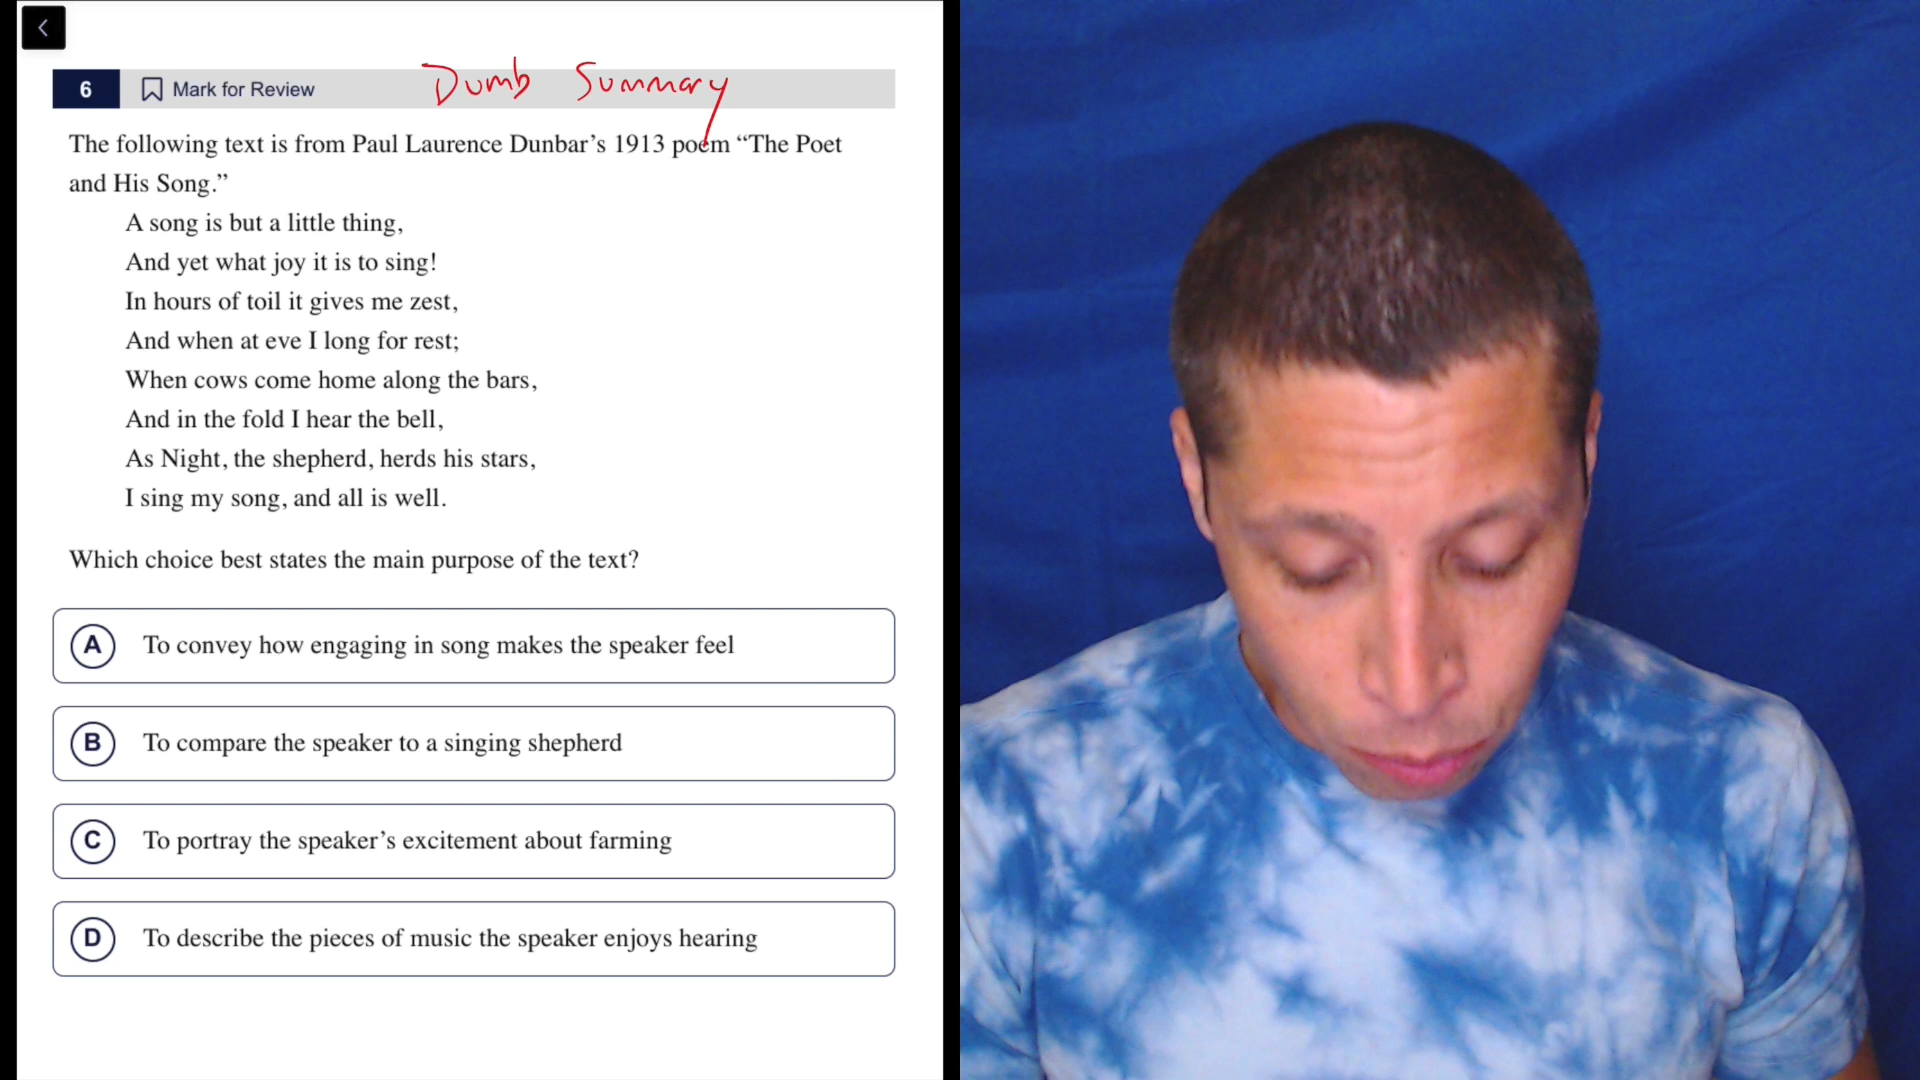 6 Mark for Review Dumb Summary
The following text is from Paul Laurence Dunbar’s 1913 poem “The Poet
and His Song.”
A song is but a little thing,
And yet what joy it is to sing!
In hours of toil it gives me zest,
And when at eve I long for rest;
When cows come home along the bars,
And in the fold I hear the bell,
As Night, the shepherd, herds his stars,
I sing my song, and all is well.
Which choice best states the main purpose of the text?
A To convey how engaging in song makes the speaker feel
B To compare the speaker to a singing shepherd
C To portray the speaker’s excitement about farming
D To describe the pieces of music the speaker enjoys hearing